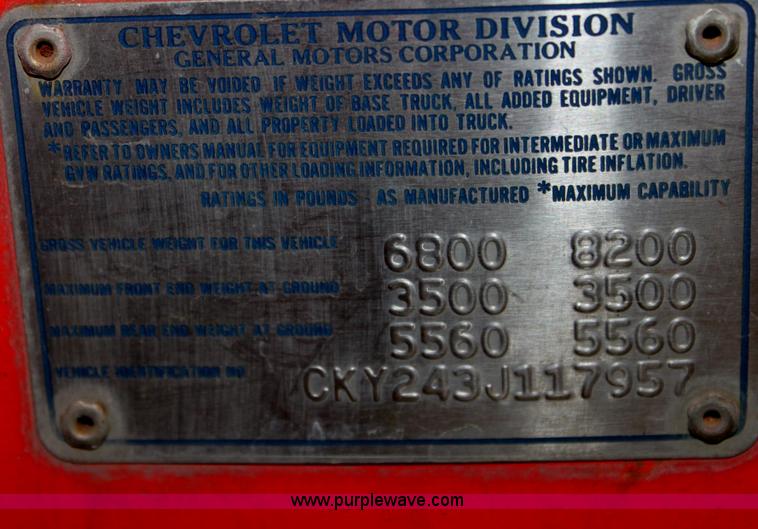 CHEVROLET MOTOR DIVISION
GENERAL MOTORS CORPORATION
WARRANTY MAY BE VOIDED IF WEIGHT EXCEEDS ANY OF RATINGS SHOWN. GROSS
VEHICLE WEIGHT INCLUDES WEIGHT OF BASE TRUCK, ALL ADDED EQUIPMENT, DRIVER
AND PASSENGERS, AND ALL PROPERTY LOADED INTO TRUCK.
*REFER TO OWNERS MANUAL FOR EQUIPMENT REQUIRED FOR INTERMEDIATE OR MAXIMUM
GVW RATINGS, AND FOR OTHER LOADING INFORMATION, INCLUDING TIRE INFLATION.
RATINGS IN POUNDS - AS MANUFACTURED *MAXIMUM CAPABILITY
GROSS VEHICLE WEIGHT FOR THIS VEHICLE 6800 8200
MAXIMUM FRONT END WEIGHT AT GROUND 3500 3500
MAXIMUM REAR END WEIGHT AT GROUND 5560 5560
VEHICLE IDENTIFICATION NO. CKY243J117957
www.purplewave.com